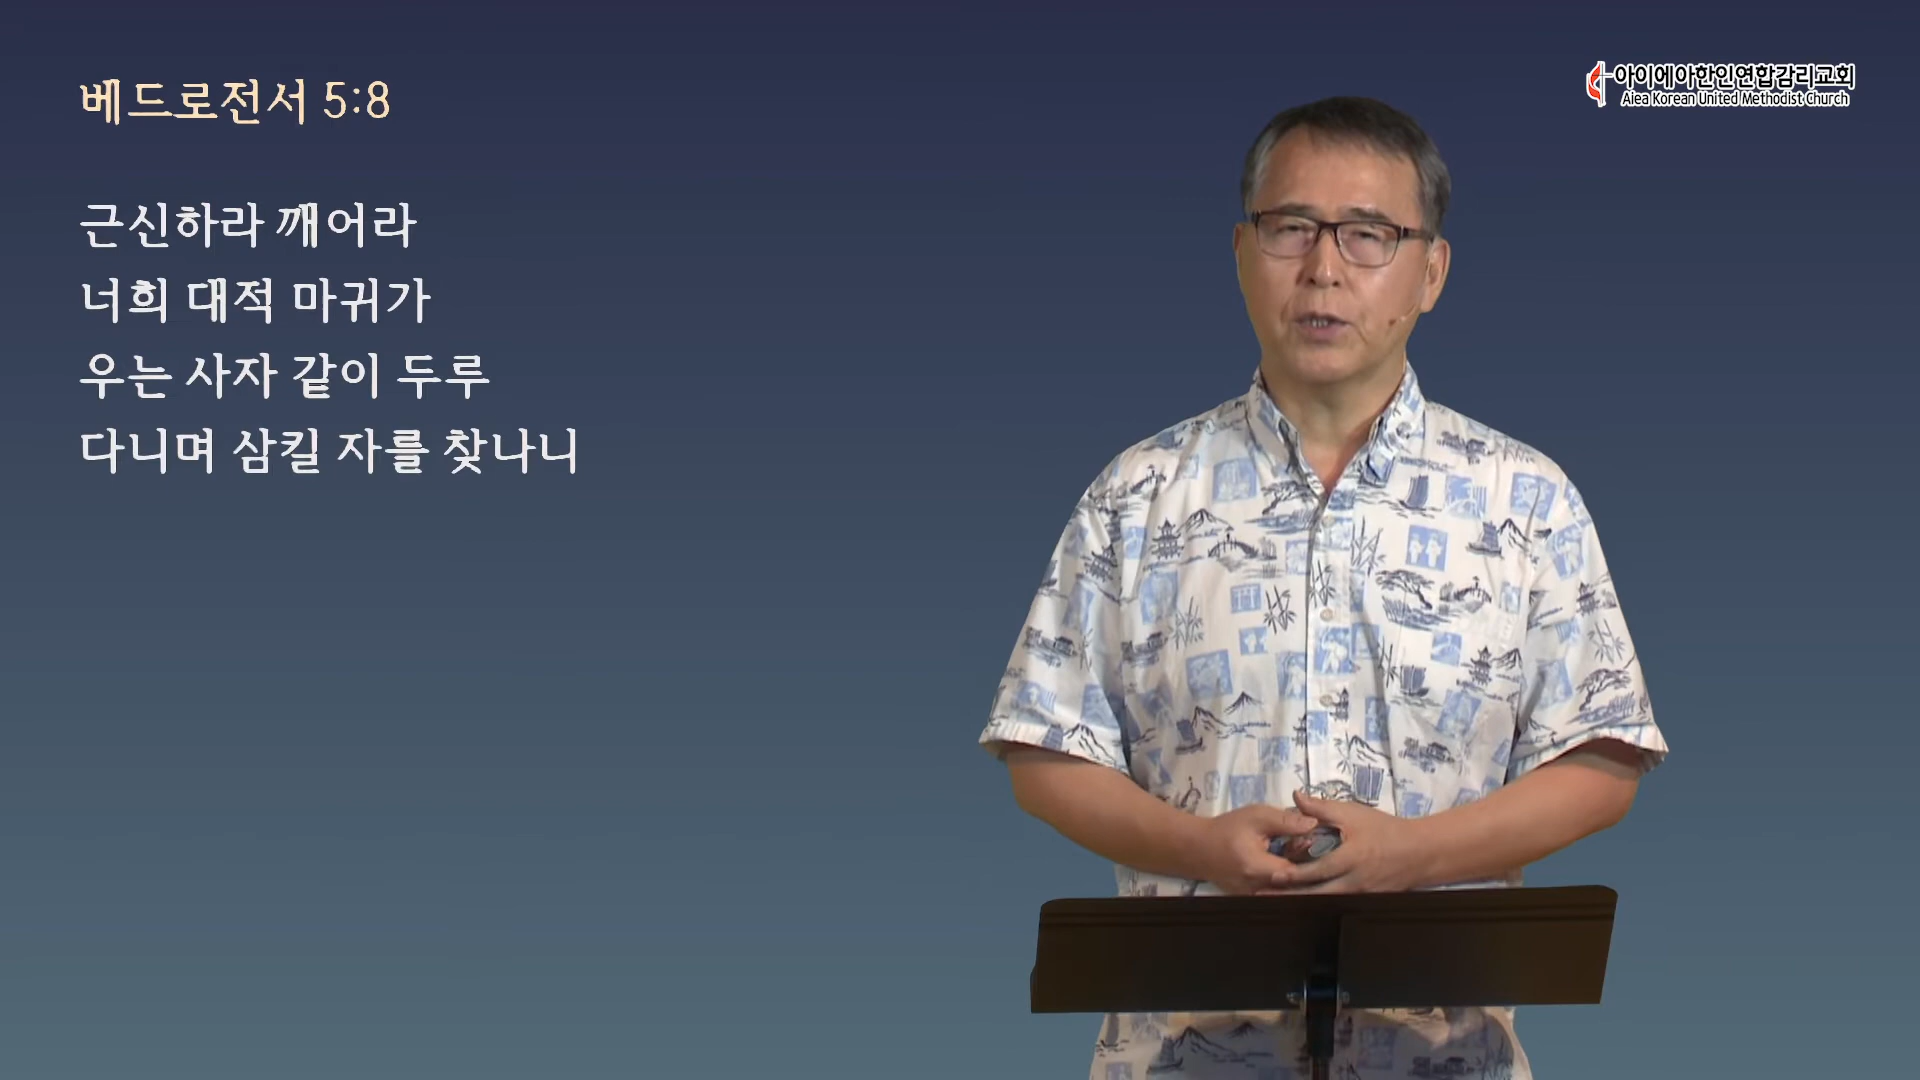 베드로전서 5:8
근신하라 깨어라
너희 대적 마귀가
우는 사자 같이 두루
다니며 삼킬 자를 찾나니
아이에아한인연합감리교회
Aiea Korean United Methodist Church